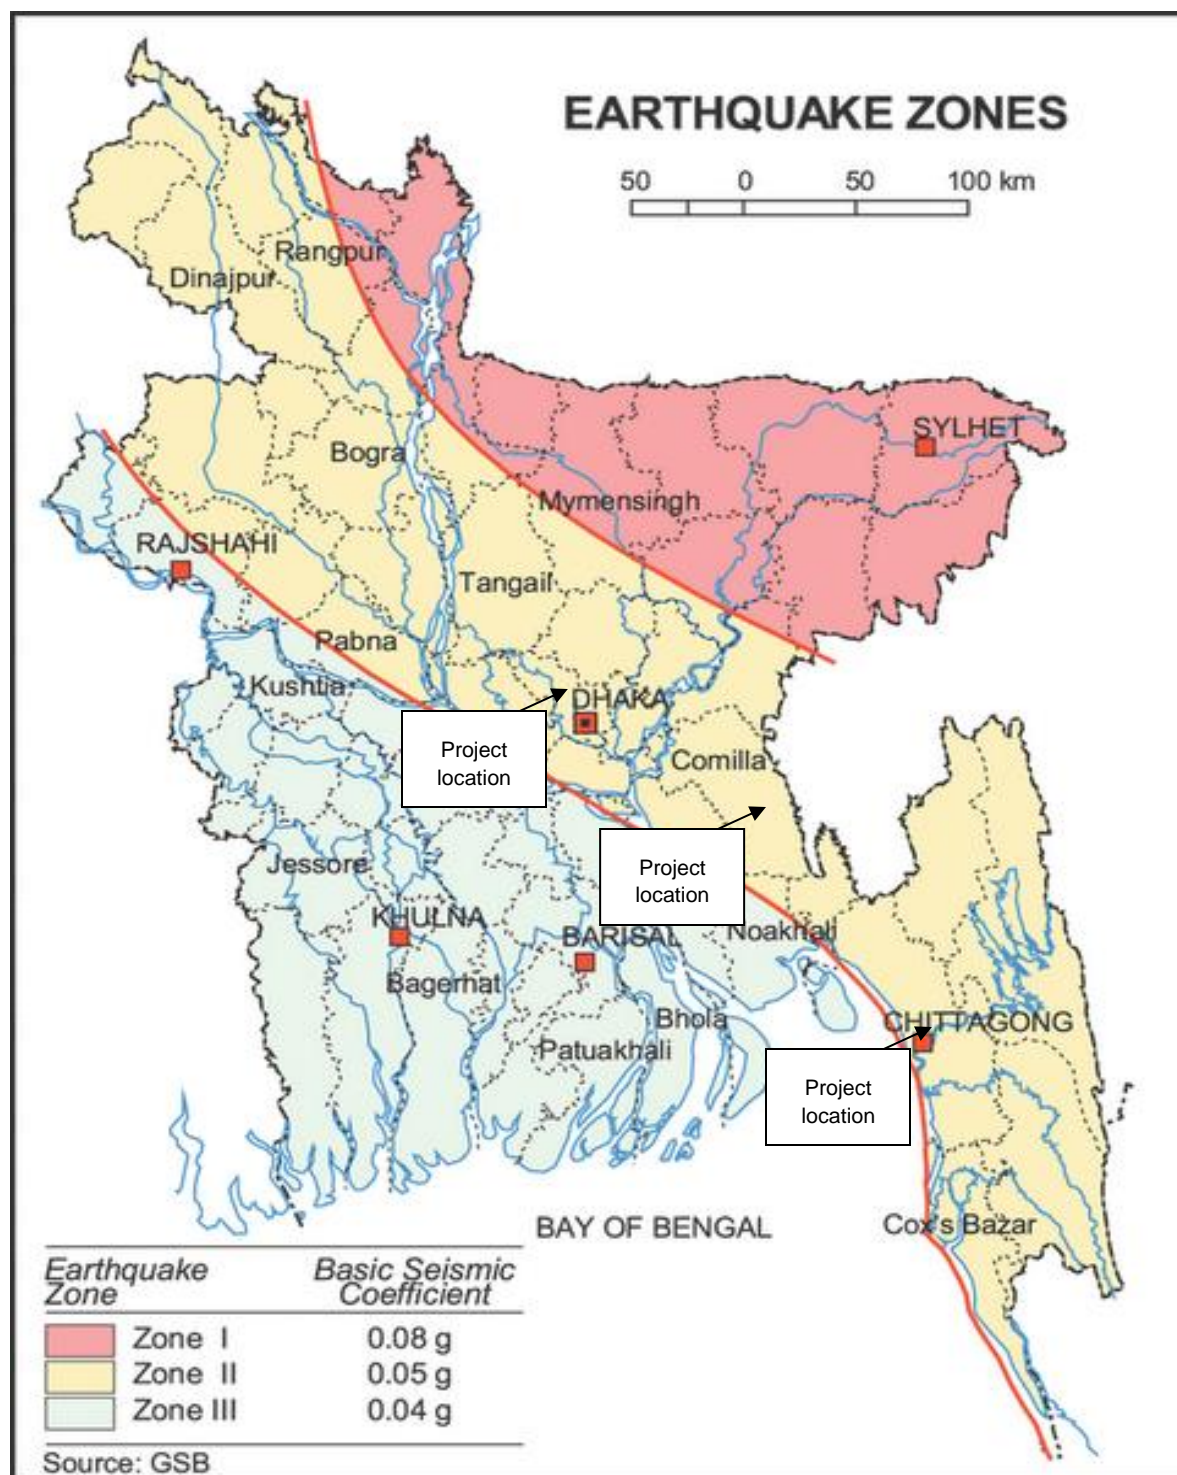 EARTHQUAKE ZONES
50 0 50 100 km
Rangpur
Dinajpur
SYLHET
Bogra
Mymensingh
RAJSHAHI
Tangail
Pabna
Kushtia
DHAKA
Project
location
Comilla
Project
location
Jessore
KHULNA
BARISAL
Noakhali
Bagerhat
Bhola
CHITTAGONG
Patuakhali
Project
location
BAY OF BENGAL
Cox's Bazar
Earthquake Zone
Basic Seismic Coefficient
Zone I 0.08 g
Zone II 0.05 g
Zone III 0.04 g
Source: GSB